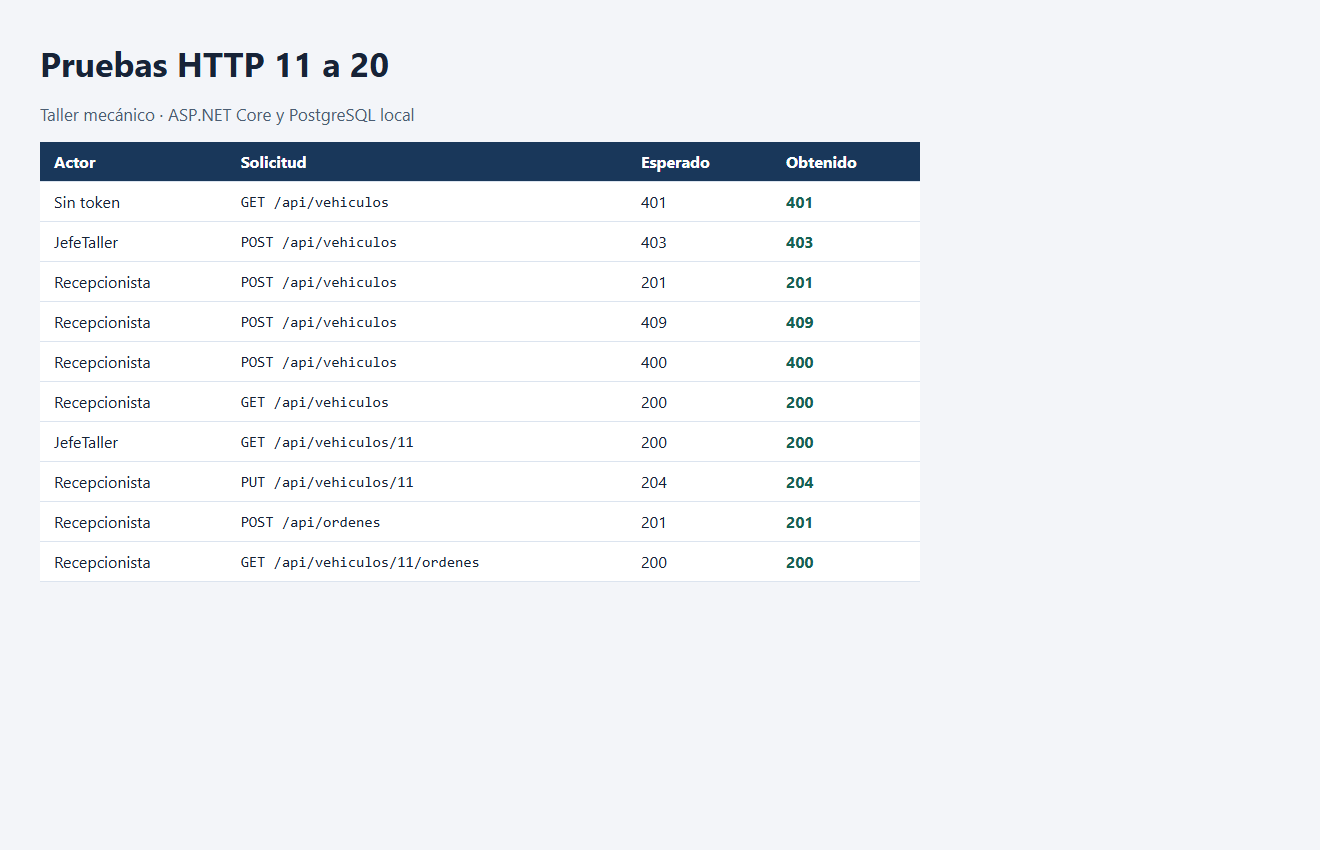 Pruebas HTTP 11 a 20
Taller mecánico · ASP.NET Core y PostgreSQL local
Actor Solicitud Esperado Obtenido
Sin token GET /api/vehiculos 401 401
JefeTaller POST /api/vehiculos 403 403
Recepcionista POST /api/vehiculos 201 201
Recepcionista POST /api/vehiculos 409 409
Recepcionista POST /api/vehiculos 400 400
Recepcionista GET /api/vehiculos 200 200
JefeTaller GET /api/vehiculos/11 200 200
Recepcionista PUT /api/vehiculos/11 204 204
Recepcionista POST /api/ordenes 201 201
Recepcionista GET /api/vehiculos/11/ordenes 200 200